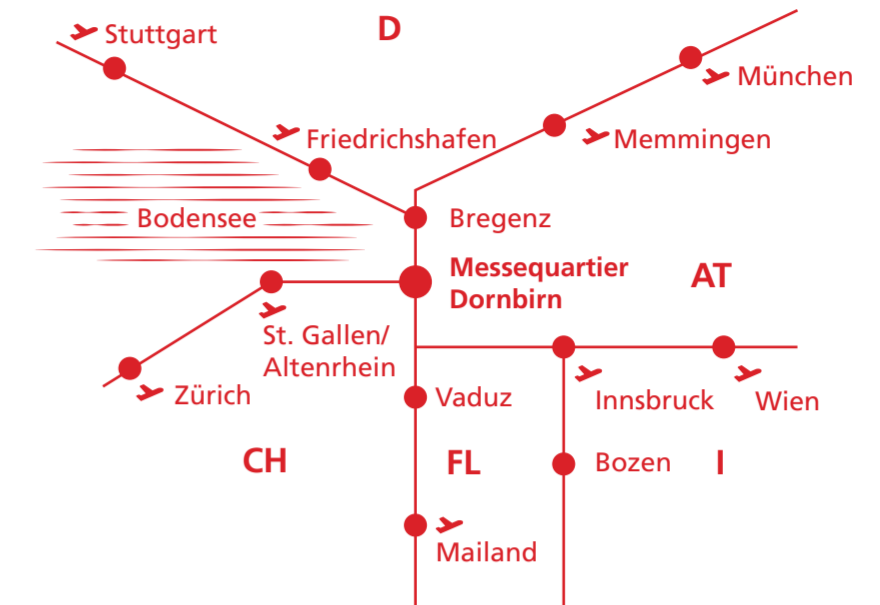 Stuttgart
D
München
Friedrichshafen
Memmingen
Bodensee
Bregenz
Messequartier
Dornbirn
AT
St. Gallen/
Altenrhein
Zürich
Vaduz
Innsbruck
Wien
CH
FL
Bozen
I
Mailand